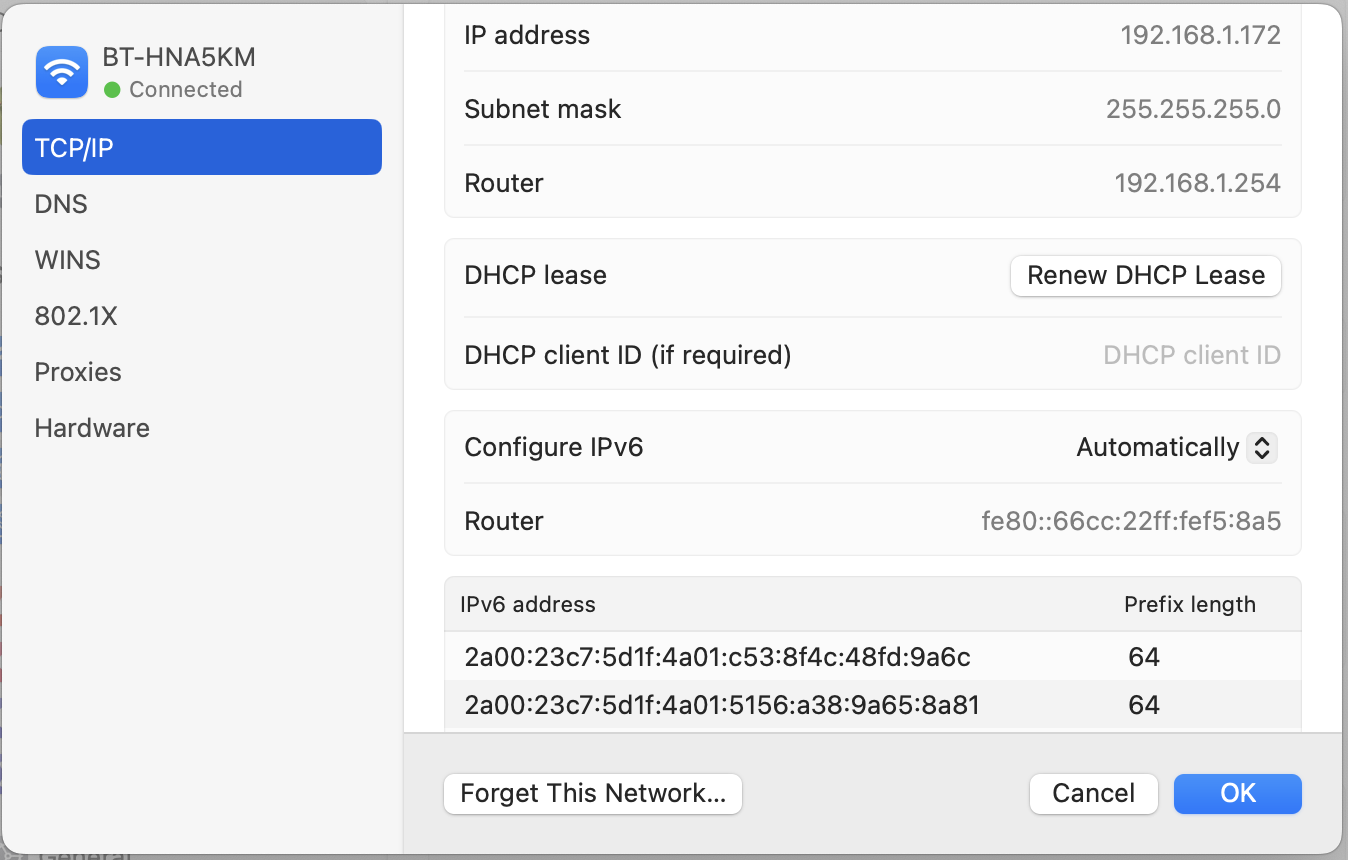 BT-HNA5KM
Connected
TCP/IP
DNS
WINS
802.1X
Proxies
Hardware
IP address 192.168.1.172
Subnet mask 255.255.255.0
Router 192.168.1.254
DHCP lease Renew DHCP Lease
DHCP client ID (if required) DHCP client ID
Configure IPv6 Automatically
Router fe80::66cc:22ff:fef5:8a5
IPv6 address Prefix length
2a00:23c7:5d1f:4a01:c53:8f4c:48fd:9a6c 64
2a00:23c7:5d1f:4a01:5156:a38:9a65:8a81 64
Forget This Network... Cancel OK
General